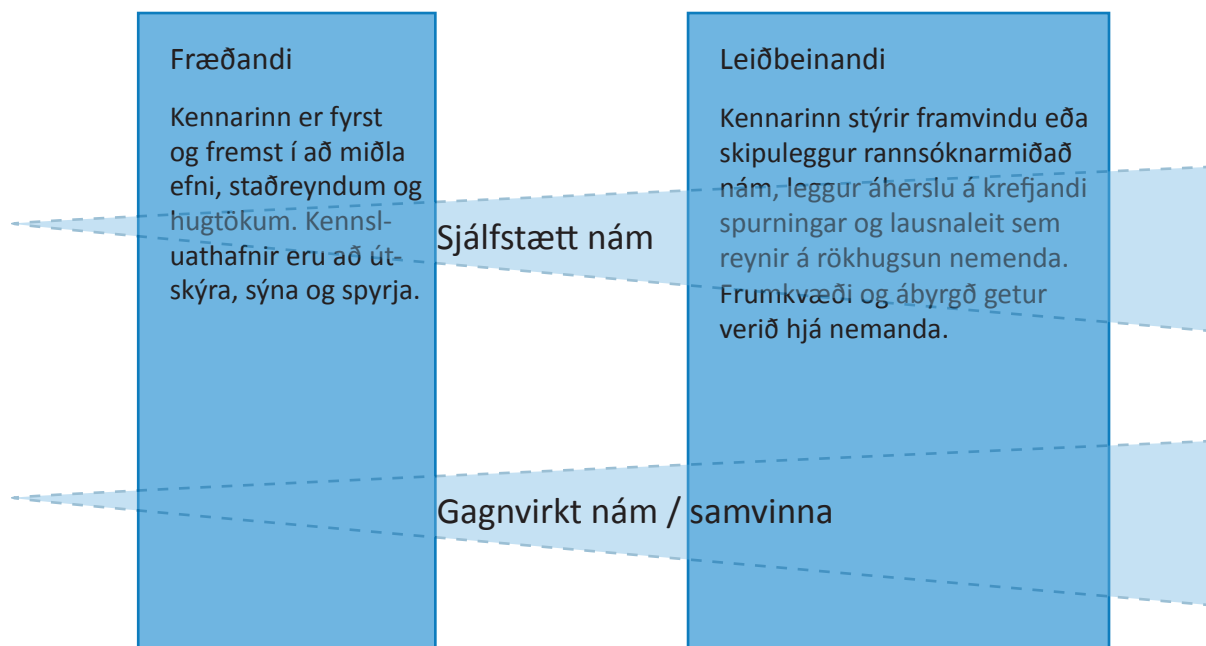 Fræðandi
Kennarinn er fyrst
og fremst í að miðla
efni, staðreyndum og
hugtökum. Kennsl-
uathafnir eru að út-
skýra, sýna og spyrja.
Leiðbeinandi
Kennarinn stýrir framvindu eða
skipuleggur rannsóknarmiðað
nám, leggur áherslu á krefjandi
spurningar og lausnaleit sem
reynir á rökhugsun nemenda.
Frumkvæði og ábyrgð getur
verið hjá nemanda.
Sjálfstætt nám
Gagnvirkt nám / samvinna